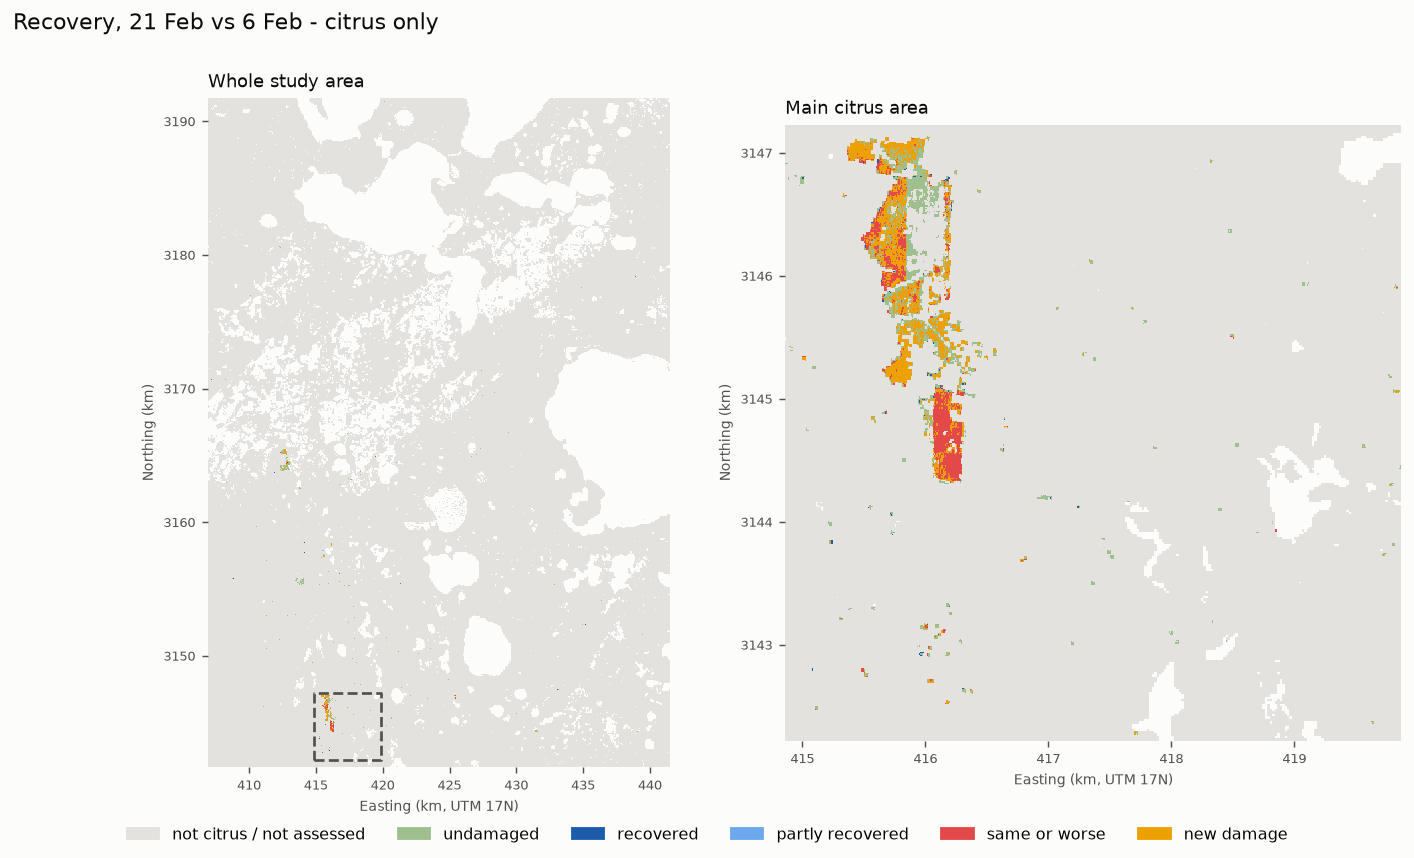 Recovery, 21 Feb vs 6 Feb - citrus only
Whole study area
3190
3180
3170
3160
3150
Northing (km)
410
415
420
425
430
435
440
Easting (km, UTM 17N)
Main citrus area
3147
3146
3145
3144
3143
Northing (km)
415
416
417
418
419
Easting (km, UTM 17N)
not citrus / not assessed
undamaged
recovered
partly recovered
same or worse
new damage